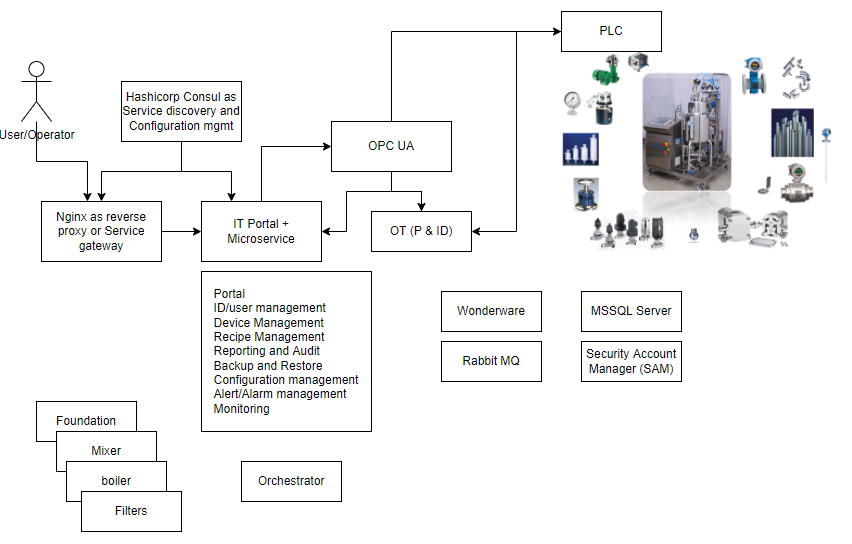 PLC
User/Operator
Hashicorp Consul as
Service discovery and
Configuration mgmt
OPC UA
Nginx as reverse
proxy or Service
gateway
IT Portal +
Microservice
OT (P & ID)
Portal
ID/user management
Device Management
Recipe Management
Reporting and Audit
Backup and Restore
Configuration management
Alert/Alarm management
Monitoring
Wonderware
MSSQL Server
Rabbit MQ
Security Account
Manager (SAM)
Foundation
Mixer
boiler
Filters
Orchestrator